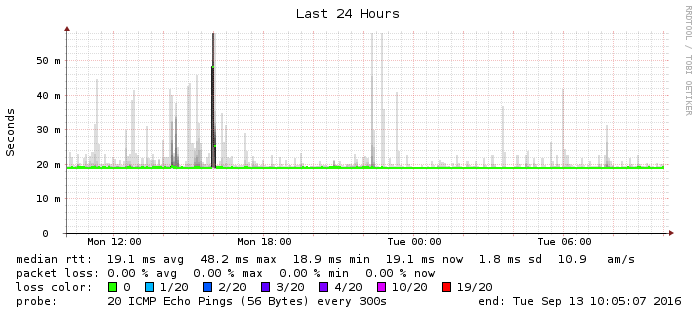 Last 24 Hours
RRDTOOL / TOBI OETIKER
Seconds
50 m
40 m
30 m
20 m
10 m
0
Mon 12:00 Mon 18:00 Tue 00:00 Tue 06:00
median rtt: 19.1 ms avg 48.2 ms max 18.9 ms min 19.1 ms now 1.8 ms sd 10.9 am/s
packet loss: 0.00 % avg 0.00 % max 0.00 % min 0.00 % now
loss color: 0 1/20 2/20 3/20 4/20 10/20 19/20
probe: 20 ICMP Echo Pings (56 Bytes) every 300s end: Tue Sep 13 10:05:07 2016